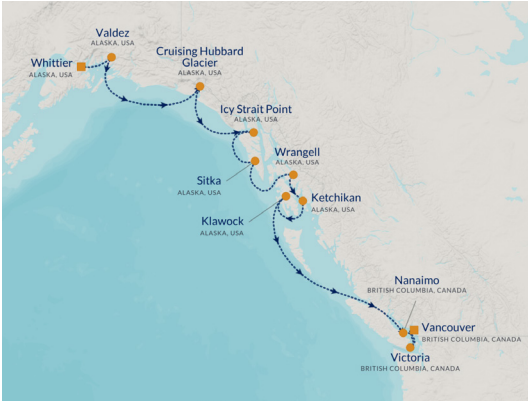 Valdez
ALASKA, USA
Whittier
ALASKA, USA
Cruising Hubbard
Glacier
ALASKA, USA
Icy Strait Point
ALASKA, USA
Wrangell
ALASKA, USA
Sitka
ALASKA, USA
Ketchikan
ALASKA, USA
Klawock
ALASKA, USA
Nanaimo
BRITISH COLUMBIA, CANADA
Vancouver
BRITISH COLUMBIA, CANADA
Victoria
BRITISH COLUMBIA, CANADA